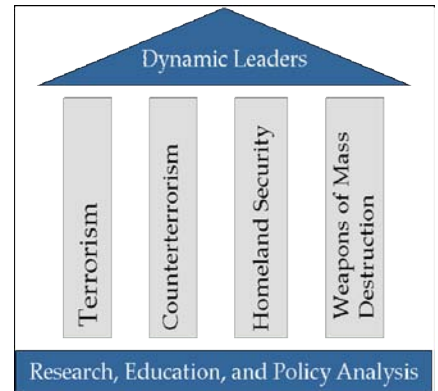 Dynamic Leaders
Terrorism
Counterterrorism
Homeland Security
Weapons of Mass
Destruction
Research, Education, and Policy Analysis